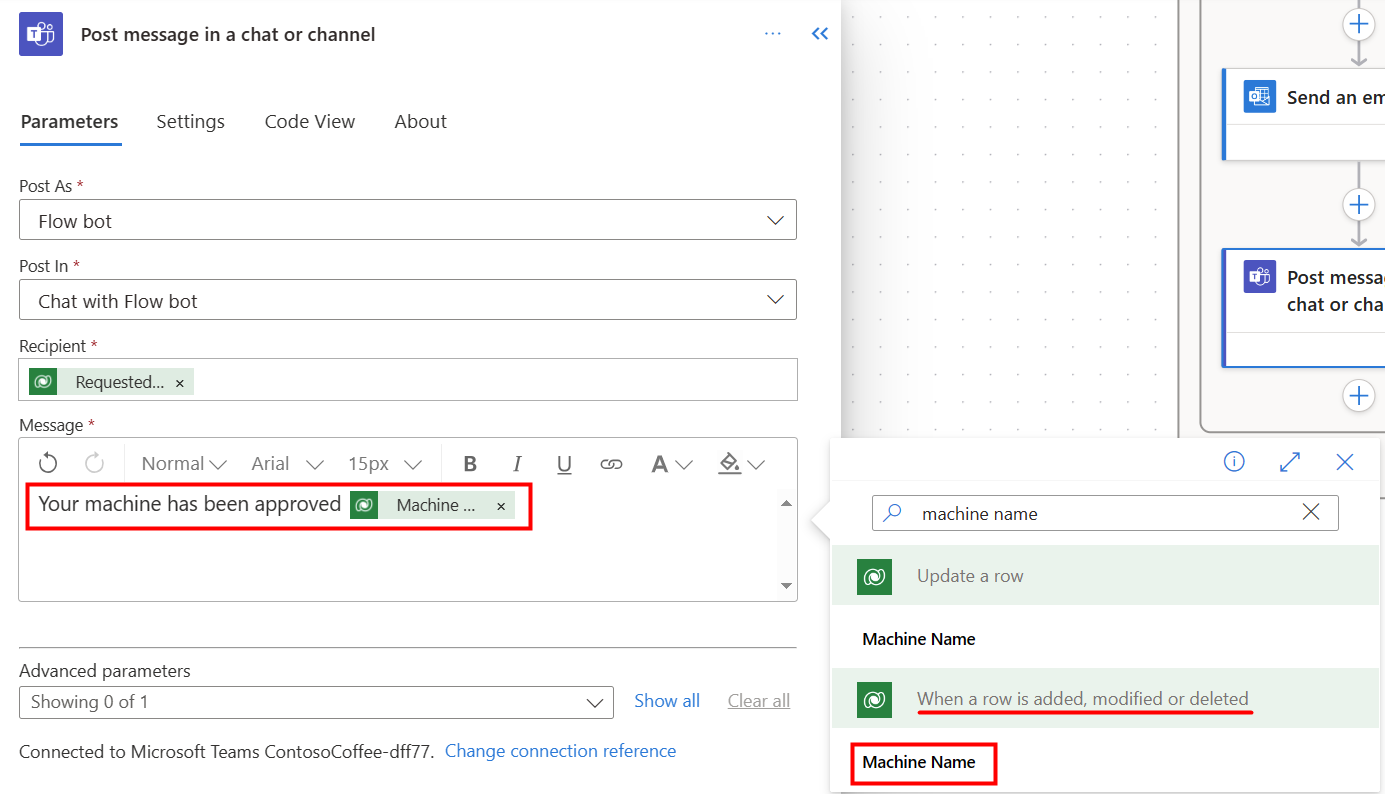 Post message in a chat or channel
Parameters
Settings
Code View
About
Post As *
Flow bot
Post In *
Chat with Flow bot
Recipient *
Requested... ×
Message *
Normal
Arial
15px
B
I
U
A
Your machine has been approved Machine ... ×
Advanced parameters
Showing 0 of 1
Show all
Clear all
Connected to Microsoft Teams ContosoCoffee-dff77. Change connection reference
Send an em
Post messa
chat or cha
machine name
Update a row
Machine Name
When a row is added, modified or deleted
Machine Name